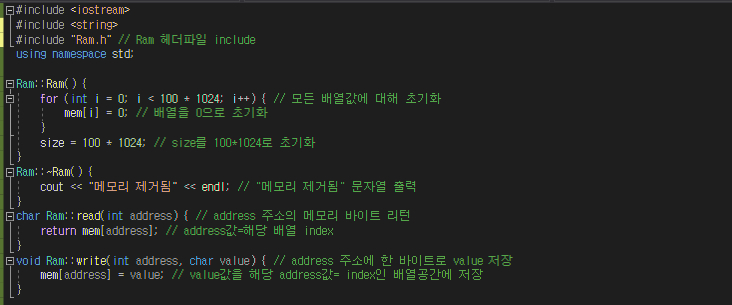 #include <iostream>
#include <string>
#include "Ram.h" // Ram 헤더파일 include
using namespace std;
Ram::Ram() {
for (int i = 0; i < 100 * 1024; i++) { // 모든 배열값에 대해 초기화
mem[i] = 0; // 배열을 0으로 초기화
}
size = 100 * 1024; // size를 100*1024로 초기화
}
Ram::~Ram() {
cout << "메모리 제거됨" << endl; // "메모리 제거됨" 문자열 출력
}
char Ram::read(int address) { // address 주소의 메모리 바이트 리턴
return mem[address]; // address값=해당 배열 index
}
void Ram::write(int address, char value) { // address 주소에 한 바이트로 value 저장
mem[address] = value; // value값을 해당 address값= index인 배열공간에 저장
}